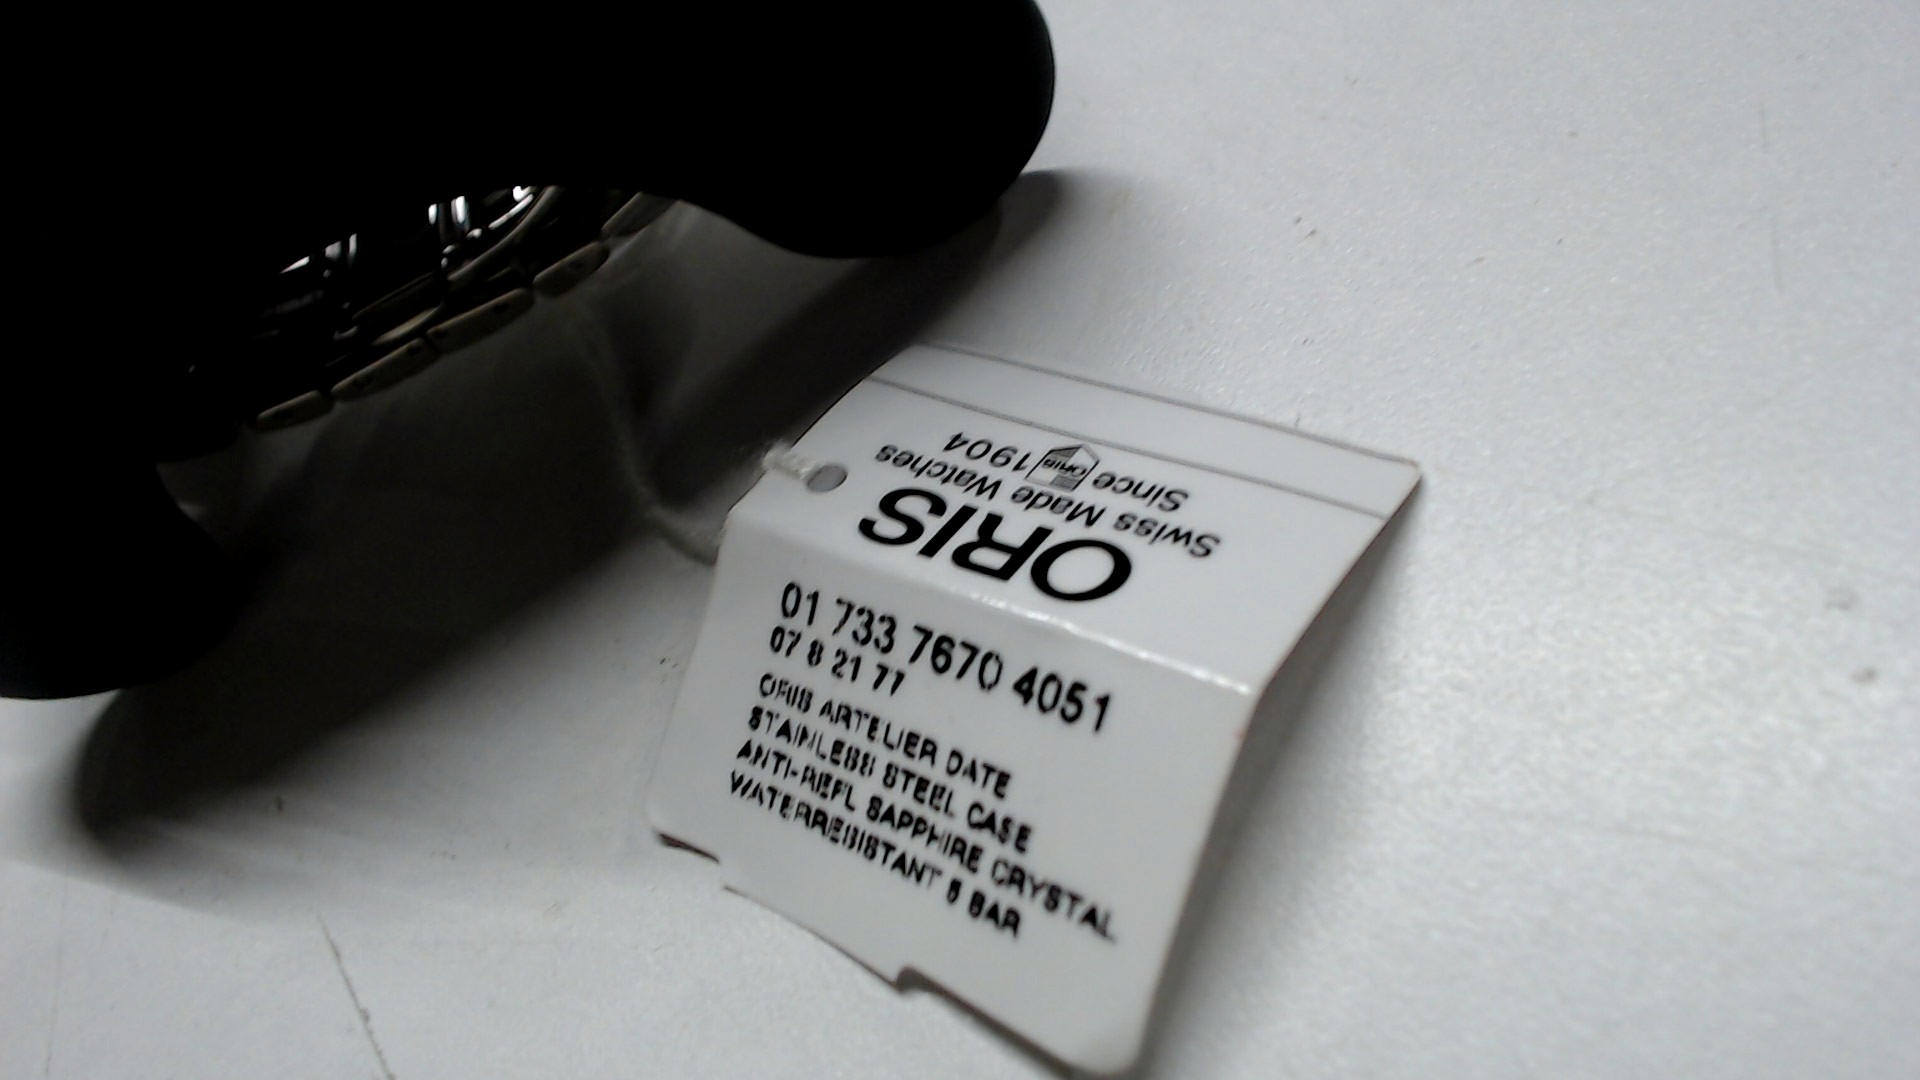 ORIS
Swiss Made Watches
Since ORIS 1904
01 733 7670 4051
07 8 21 77
ORIS ARTELIER DATE
STAINLESS STEEL CASE
ANTI-REFL SAPPHIRE CRYSTAL
WATERRESISTANT 5 BAR